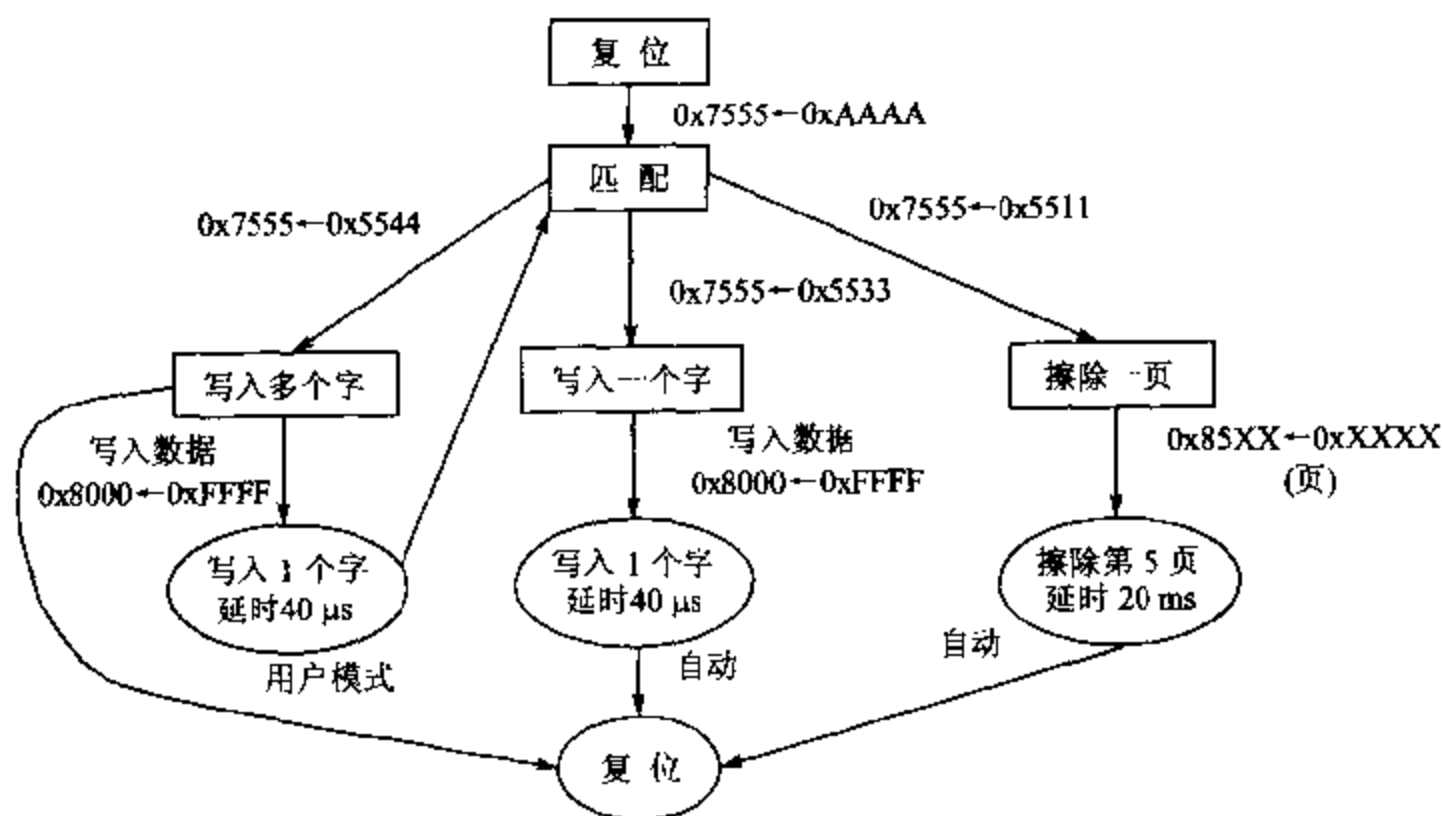 复 位
0x7555←0xAAAA
匹 配
0x7555←0x5544
0x7555←0x5511
0x7555←0x5533
写入多个字
写入一个字
擦除一页
写入数据
0x8000←0xFFFF
写入数据
0x8000←0xFFFF
0x85XX←0xXXXX
(页)
写入 1 个字
延时40 μs
写入 1 个字
延时40 μs
擦除第 5 页
延时 20 ms
用户模式
自动
自动
复 位